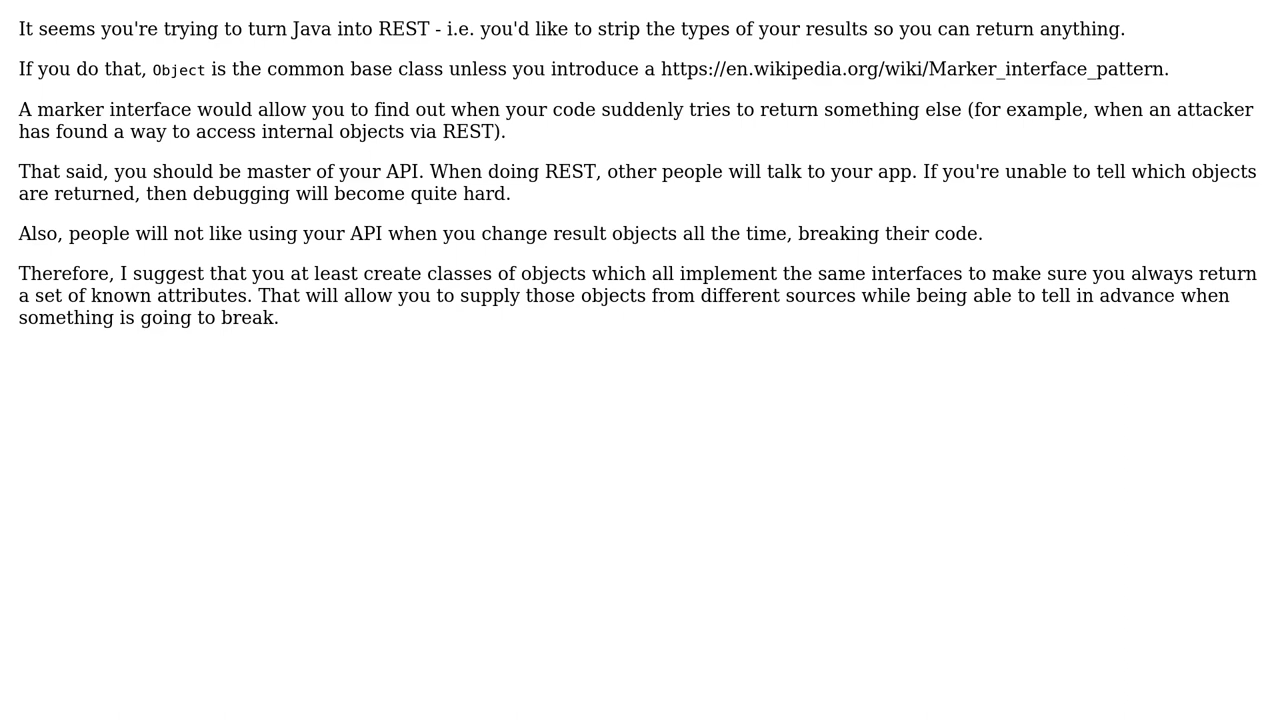 It seems you're trying to turn Java into REST - i.e. you'd like to strip the types of your results so you can return anything.
If you do that, Object is the common base class unless you introduce a https://en.wikipedia.org/wiki/Marker_interface_pattern.
A marker interface would allow you to find out when your code suddenly tries to return something else (for example, when an attacker
has found a way to access internal objects via REST).
That said, you should be master of your API. When doing REST, other people will talk to your app. If you're unable to tell which objects
are returned, then debugging will become quite hard.
Also, people will not like using your API when you change result objects all the time, breaking their code.
Therefore, I suggest that you at least create classes of objects which all implement the same interfaces to make sure you always return
a set of known attributes. That will allow you to supply those objects from different sources while being able to tell in advance when
something is going to break.